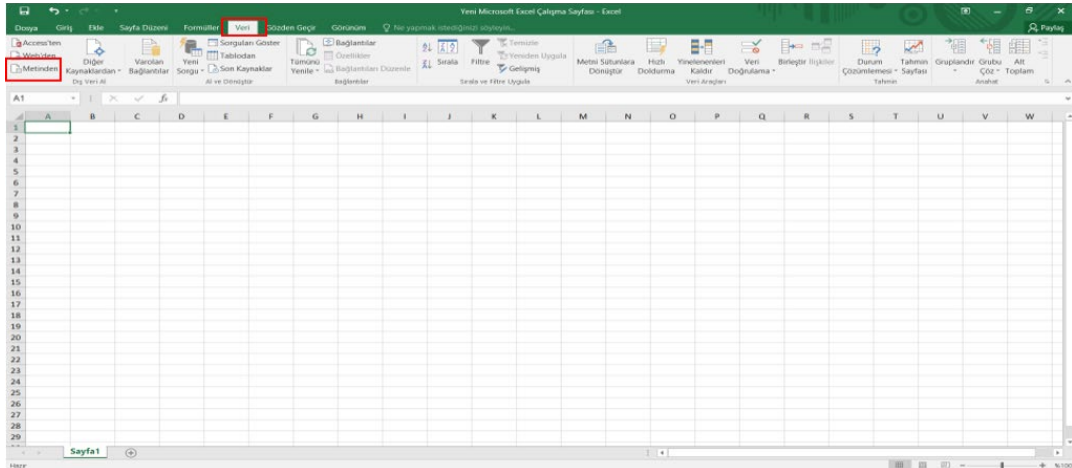 Yeni Microsoft Excel Çalışma Sayfası - Excel
Dosya Giriş Ekle Sayfa Düzeni Formüller Veri Gözden Geçir Görünüm Ne yapmak istediğinizi söyleyin... Paylaş
Access'ten
Web'den
Metinden
Diğer Kaynaklardan
Varolan Bağlantılar
Dış Veri Al
Yeni Sorgu
Sorguları Göster
Tablodan
Son Kaynaklar
Al ve Dönüştür
Tümünü Yenile
Bağlantılar
Özellikler
Bağlantıları Düzenle
Bağlantılar
Sırala
Filtre
Temizle
Yeniden Uygula
Gelişmiş
Sırala ve Filtre Uygula
Metni Sütunlara Dönüştür
Hızlı Doldurma
Yinelenenleri Kaldır
Veri Doğrulama
Birleştir
İlişkiler
Veri Araçları
Durum Çözümlemesi
Tahmin Sayfası
Tahmin
Gruplandır
Grubu Çöz
Alt Toplam
Anahat
A1 fx
A B C D E F G H I J K L M N O P Q R S T U V W
1
2
3
4
5
6
7
8
9
10
11
12
13
14
15
16
17
18
19
20
21
22
23
24
25
26
27
28
29
Sayfa1
Hazır %100